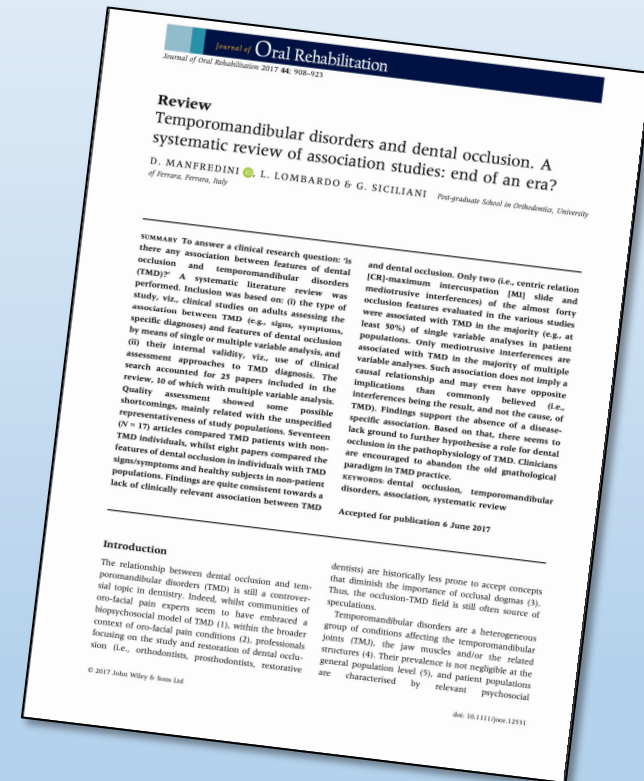 Journal of Oral Rehabilitation
Journal of Oral Rehabilitation 2017 44; 908–923
Review
Temporomandibular disorders and dental occlusion. A
systematic review of association studies: end of an era?
D. MANFREDINI iD, L. LOMBARDO & G. SICILIANI Post-graduate School in Orthodontics, University
of Ferrara, Ferrara, Italy
SUMMARY To answer a clinical research question: 'is
there any association between features of dental
occlusion and temporomandibular disorders
(TMD)?' A systematic literature review was
performed. Inclusion was based on: (i) the type of
study, viz., clinical studies on adults assessing the
association between TMD (e.g., signs, symptoms,
specific diagnoses) and features of dental occlusion
by means of single or multiple variable analysis, and
(ii) their internal validity, viz., use of clinical
assessment approaches to TMD diagnosis. The
search accounted for 25 papers included in the
review, 10 of which with multiple variable analysis.
Quality assessment showed some possible
shortcomings, mainly related with the unspecified
representativeness of study populations. Seventeen
(N = 17) articles compared TMD patients with non-
TMD individuals, whilst eight papers compared the
features of dental occlusion in individuals with TMD
signs/symptoms and healthy subjects in non-patient
populations. Findings are quite consistent towards a
lack of clinically relevant association between TMD
and dental occlusion. Only two (i.e., centric relation
[CR]-maximum intercuspation [MI] slide and
mediotrusive interferences) of the almost forty
occlusion features evaluated in the various studies
were associated with TMD in the majority (e.g., at
least 50%) of single variable analyses in patient
populations. Only mediotrusive interferences are
associated with TMD in the majority of multiple
variable analyses. Such association does not imply a
causal relationship and may even have opposite
implications than commonly believed (i.e.,
interferences being the result, and not the cause, of
TMD). Findings support the absence of a disease-
specific association. Based on that, there seems to
lack ground to further hypothesise a role for dental
occlusion in the pathophysiology of TMD. Clinicians
are encouraged to abandon the old gnathological
paradigm in TMD practice.
KEYWORDS: dental occlusion, temporomandibular
disorders, association, systematic review
Accepted for publication 6 June 2017
Introduction
The relationship between dental occlusion and tem-
poromandibular disorders (TMD) is still a controver-
sial topic in dentistry. Indeed, whilst communities of
oro-facial pain experts seem to have embraced a
biopsychosocial model of TMD (1), within the broader
context of oro-facial pain conditions (2), professionals
focusing on the study and restoration of dental occlu-
sion (i.e., orthodontists, prosthodontists, restorative
dentists) are historically less prone to accept concepts
that diminish the importance of occlusal dogmas (3).
Thus, the occlusion-TMD field is still often source of
speculations.
Temporomandibular disorders are a heterogeneous
group of conditions affecting the temporomandibular
joints (TMJ), the jaw muscles and/or the related
structures (4). Their prevalence is not negligible at the
general population level (5), and patient populations
are characterised by relevant psychosocial
© 2017 John Wiley & Sons Ltd
doi: 10.1111/joor.12531